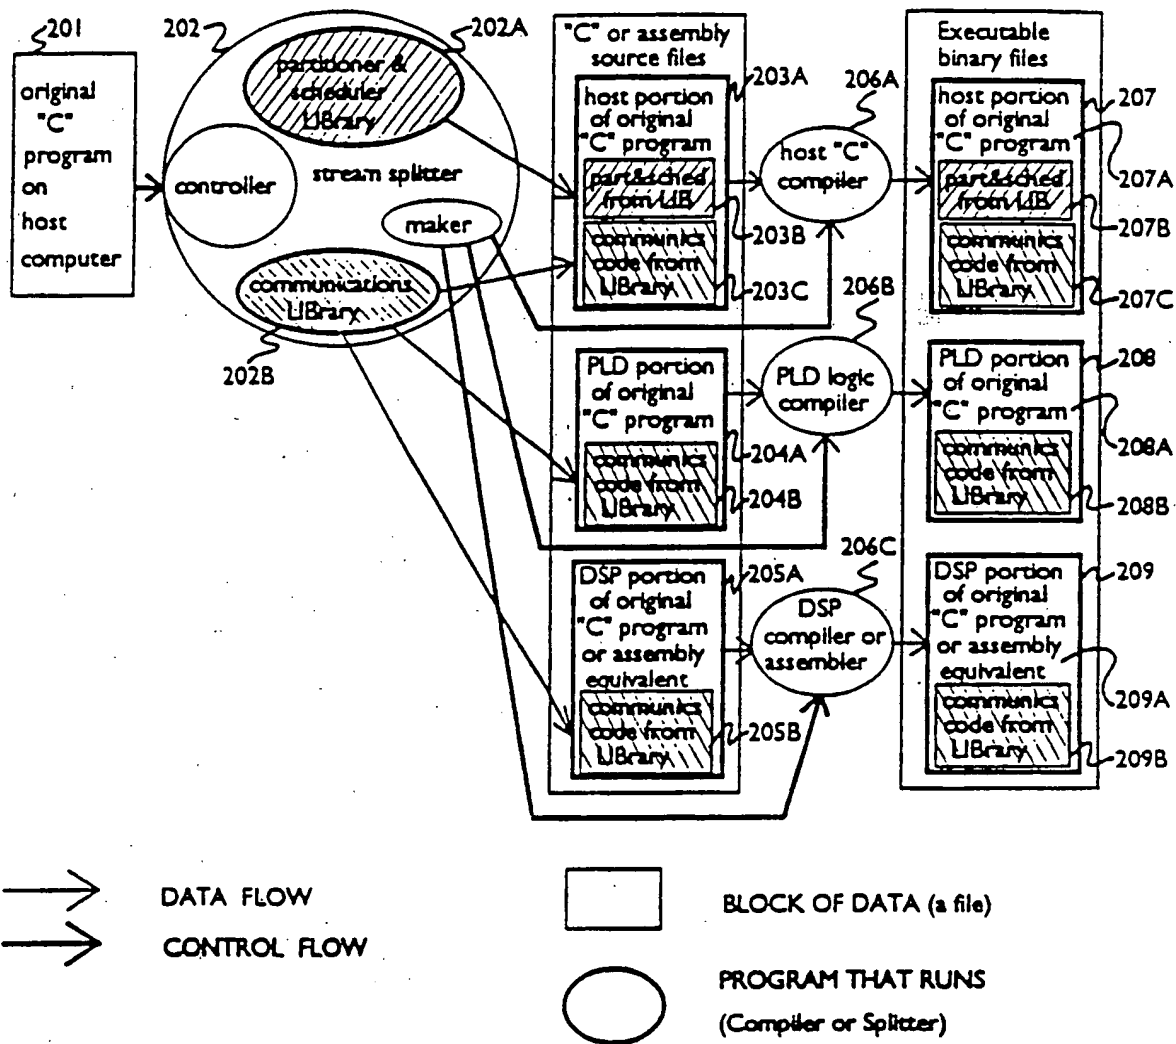 201
original
"C"
program
on
host
computer
202
202A
partitioner &
scheduler
LIBrary
controller
stream splitter
maker
communications
LIBrary
202B
"C" or assembly
source files
203A
host portion
of original
"C" program
part&sched
from LIB
203B
communics
code from
LIBrary
203C
PLD portion
of original
"C" program
204A
communics
code from
LIBrary
204B
DSP portion
of original
"C" program
or assembly
equivalent
205A
communics
code from
LIBrary
205B
206A
host "C"
compiler
206B
PLD logic
compiler
206C
DSP
compiler or
assembler
Executable
binary files
host portion
of original
"C" program
207
207A
part&sched
from LIB
207B
communics
code from
LIBrary
207C
PLD portion
of original
"C" program
208
208A
communics
code from
LIBrary
208B
DSP portion
of original
"C" program
or assembly
equivalent
209
209A
communics
code from
LIBrary
209B
DATA FLOW
CONTROL FLOW
BLOCK OF DATA (a file)
PROGRAM THAT RUNS
(Compiler or Splitter)